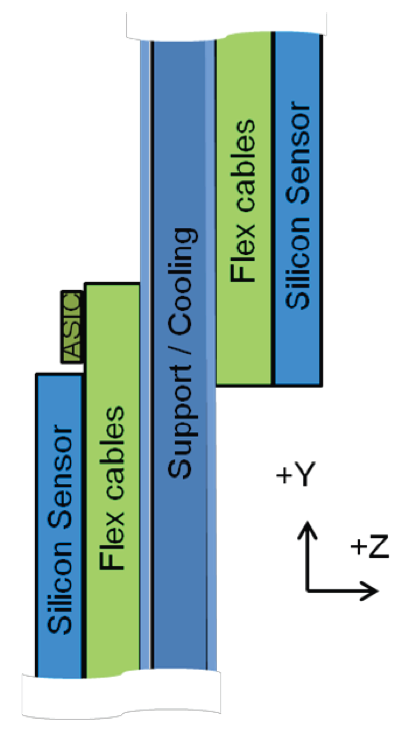 Flex cables
Silicon Sensor
Support / Cooling
ASIC
Flex cables
Silicon Sensor
+Y
+Z